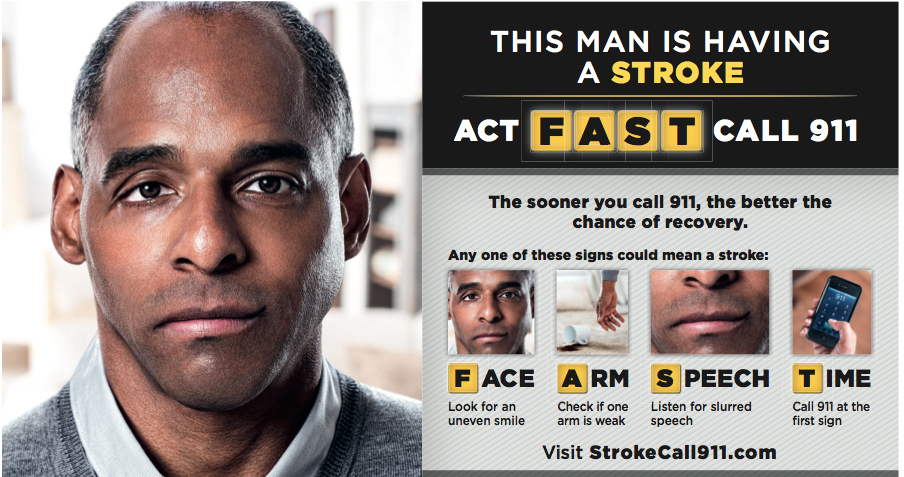 THIS MAN IS HAVING
A STROKE
ACT FAST CALL 911
The sooner you call 911, the better the
chance of recovery.
Any one of these signs could mean a stroke:
911
FACE ARM SPEECH TIME
Look for an uneven smile
Check if one arm is weak
Listen for slurred speech
Call 911 at the first sign
Visit StrokeCall911.com